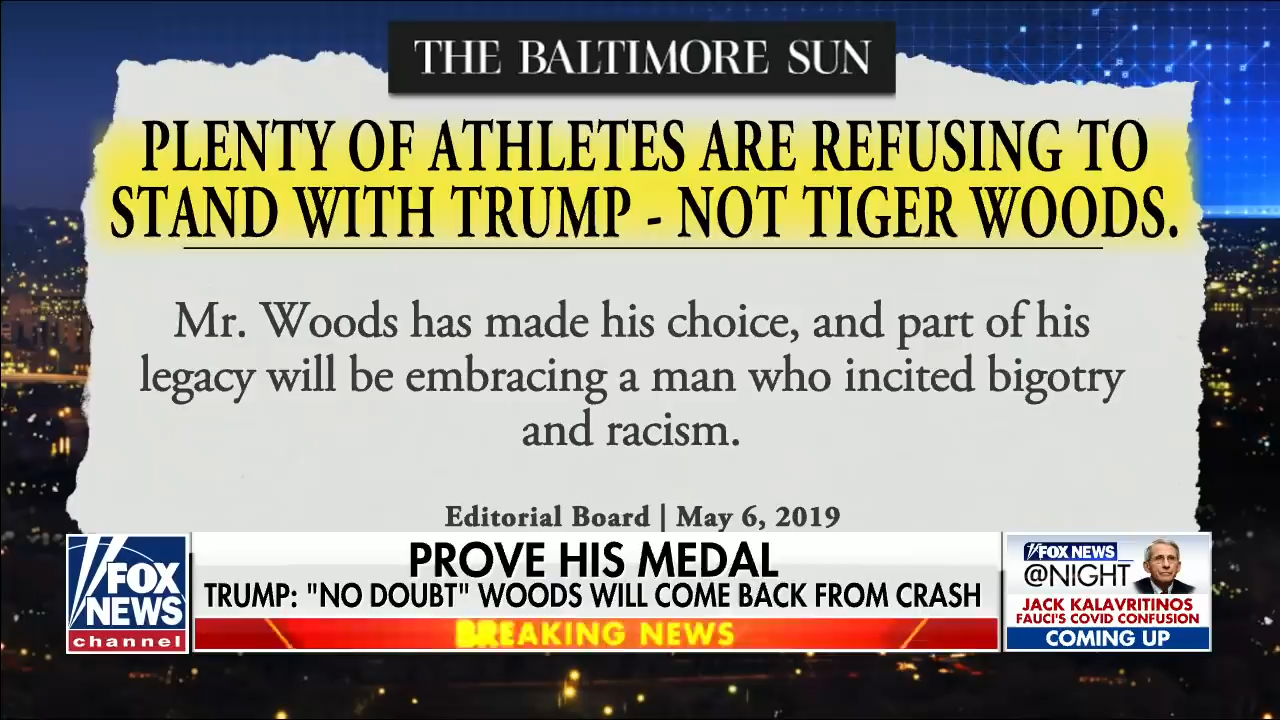 THE BALTIMORE SUN
PLENTY OF ATHLETES ARE REFUSING TO
STAND WITH TRUMP - NOT TIGER WOODS.
Mr. Woods has made his choice, and part of his
legacy will be embracing a man who incited bigotry
and racism.
Editorial Board | May 6, 2019
FOX
NEWS
channel
PROVE HIS MEDAL
TRUMP: "NO DOUBT" WOODS WILL COME BACK FROM CRASH
BREAKING NEWS
FOX NEWS
@NIGHT
JACK KALAVRITINOS
FAUCI'S COVID CONFUSION
COMING UP